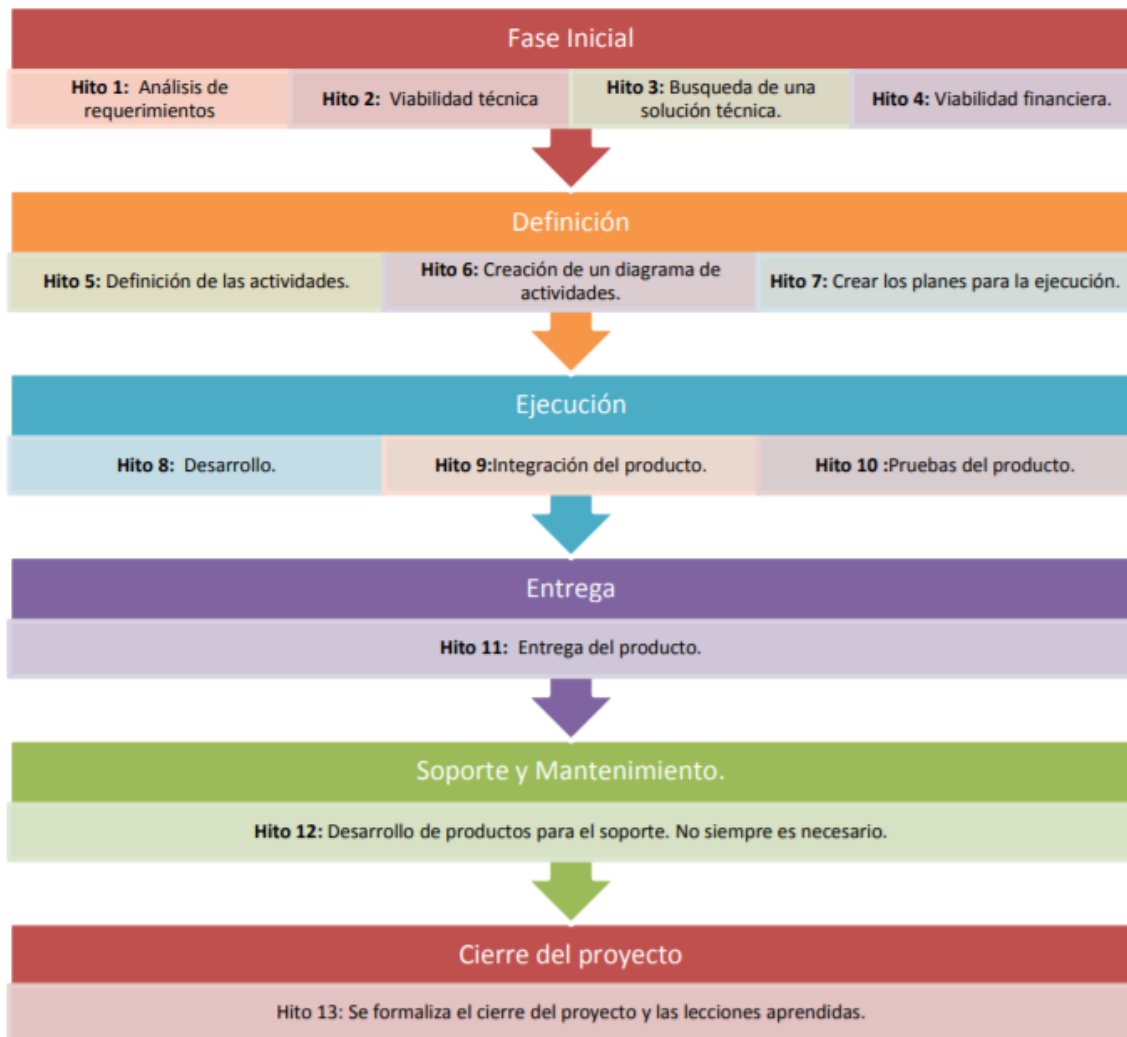 Fase Inicial
Hito 1: Análisis de
requerimientos
Hito 2: Viabilidad técnica
Hito 3: Busqueda de una
solución técnica.
Hito 4: Viabilidad financiera.
Definición
Hito 5: Definición de las actividades.
Hito 6: Creación de un diagrama de
actividades.
Hito 7: Crear los planes para la ejecución.
Ejecución
Hito 8: Desarrollo.
Hito 9:Integración del producto.
Hito 10 :Pruebas del producto.
Entrega
Hito 11: Entrega del producto.
Soporte y Mantenimiento.
Hito 12: Desarrollo de productos para el soporte. No siempre es necesario.
Cierre del proyecto
Hito 13: Se formaliza el cierre del proyecto y las lecciones aprendidas.